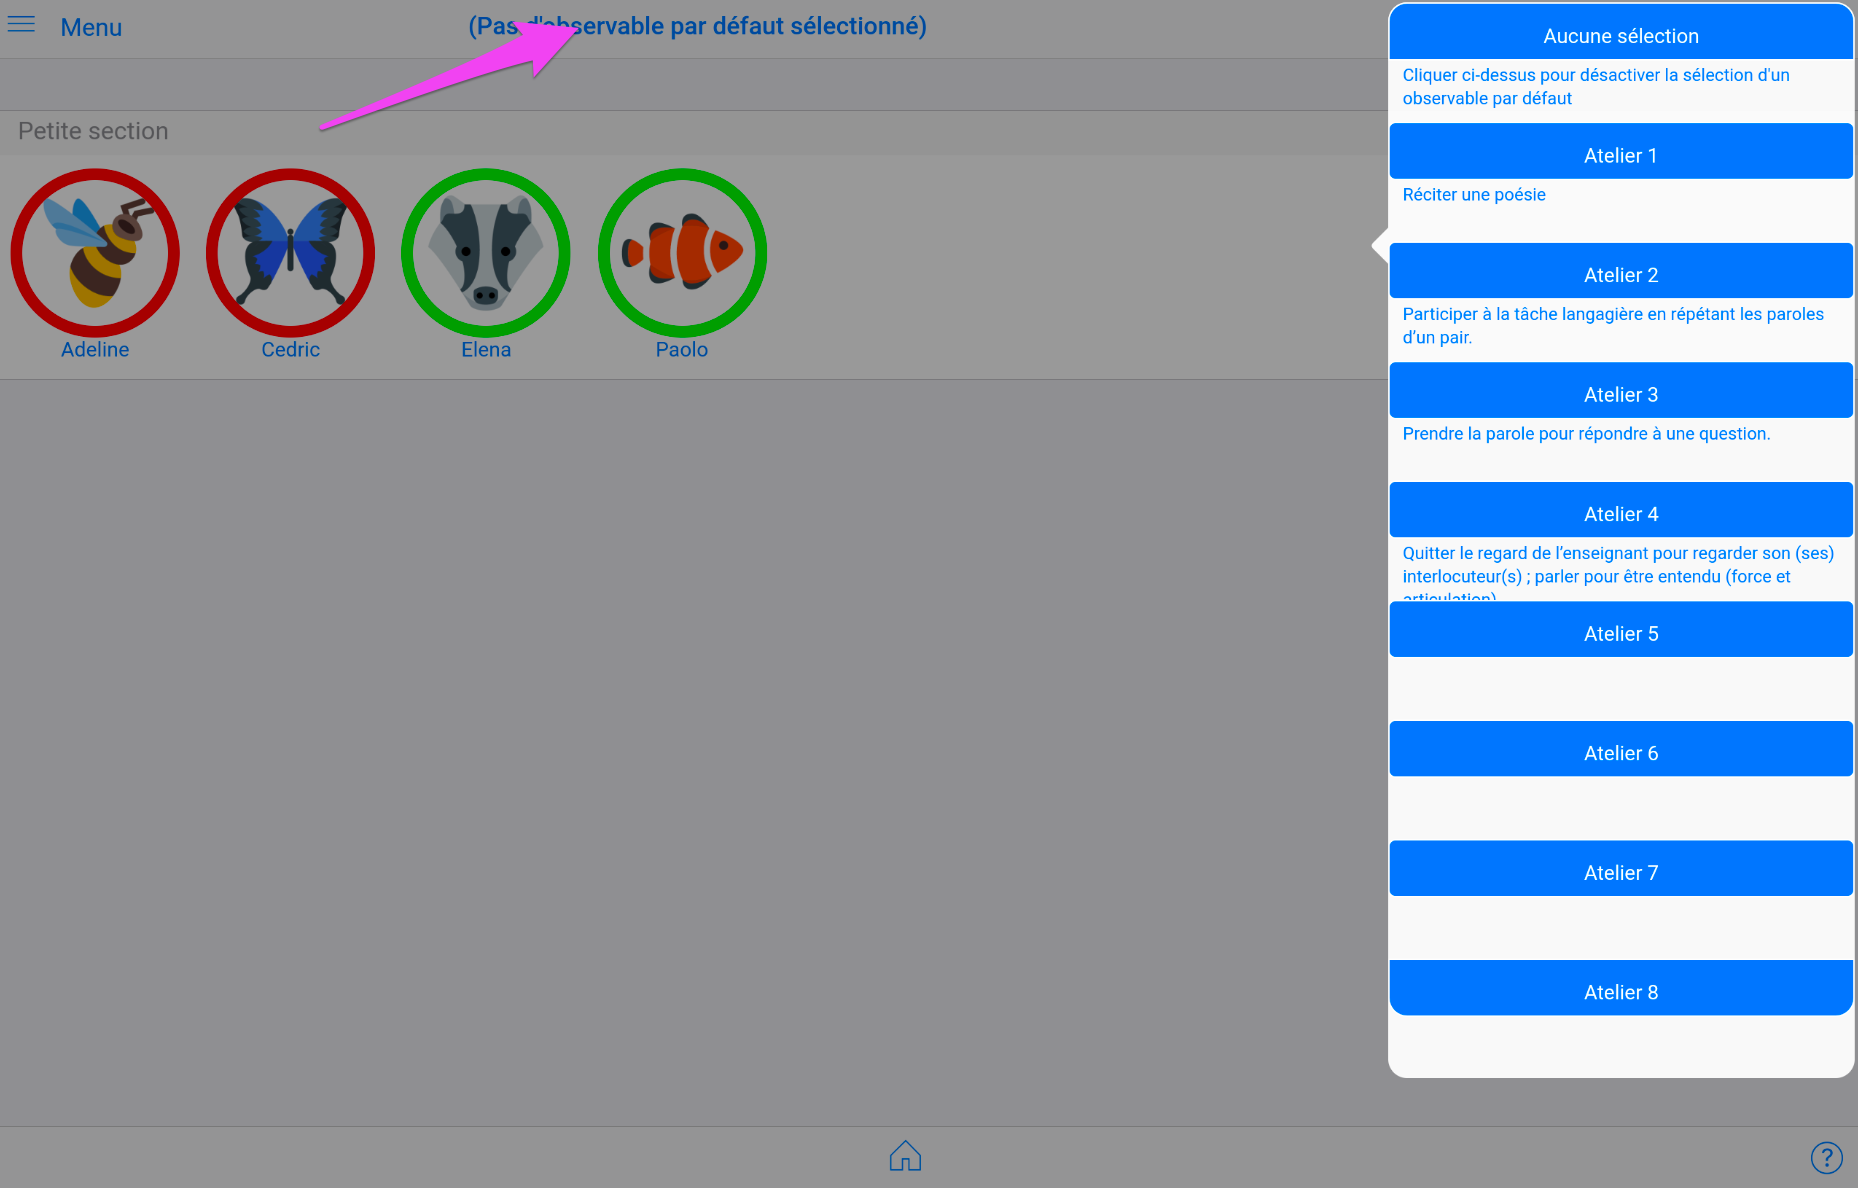 Menu
(Pas d'observable par défaut sélectionné)
Petite section
Adeline
Cedric
Elena
Paolo
Aucune sélection
Cliquer ci-dessus pour désactiver la sélection d'un
observable par défaut
Atelier 1
Réciter une poésie
Atelier 2
Participer à la tâche langagière en répétant les paroles
d’un pair.
Atelier 3
Prendre la parole pour répondre à une question.
Atelier 4
Quitter le regard de l’enseignant pour regarder son (ses)
interlocuteur(s) ; parler pour être entendu (force et
articulation)
Atelier 5
Atelier 6
Atelier 7
Atelier 8
?